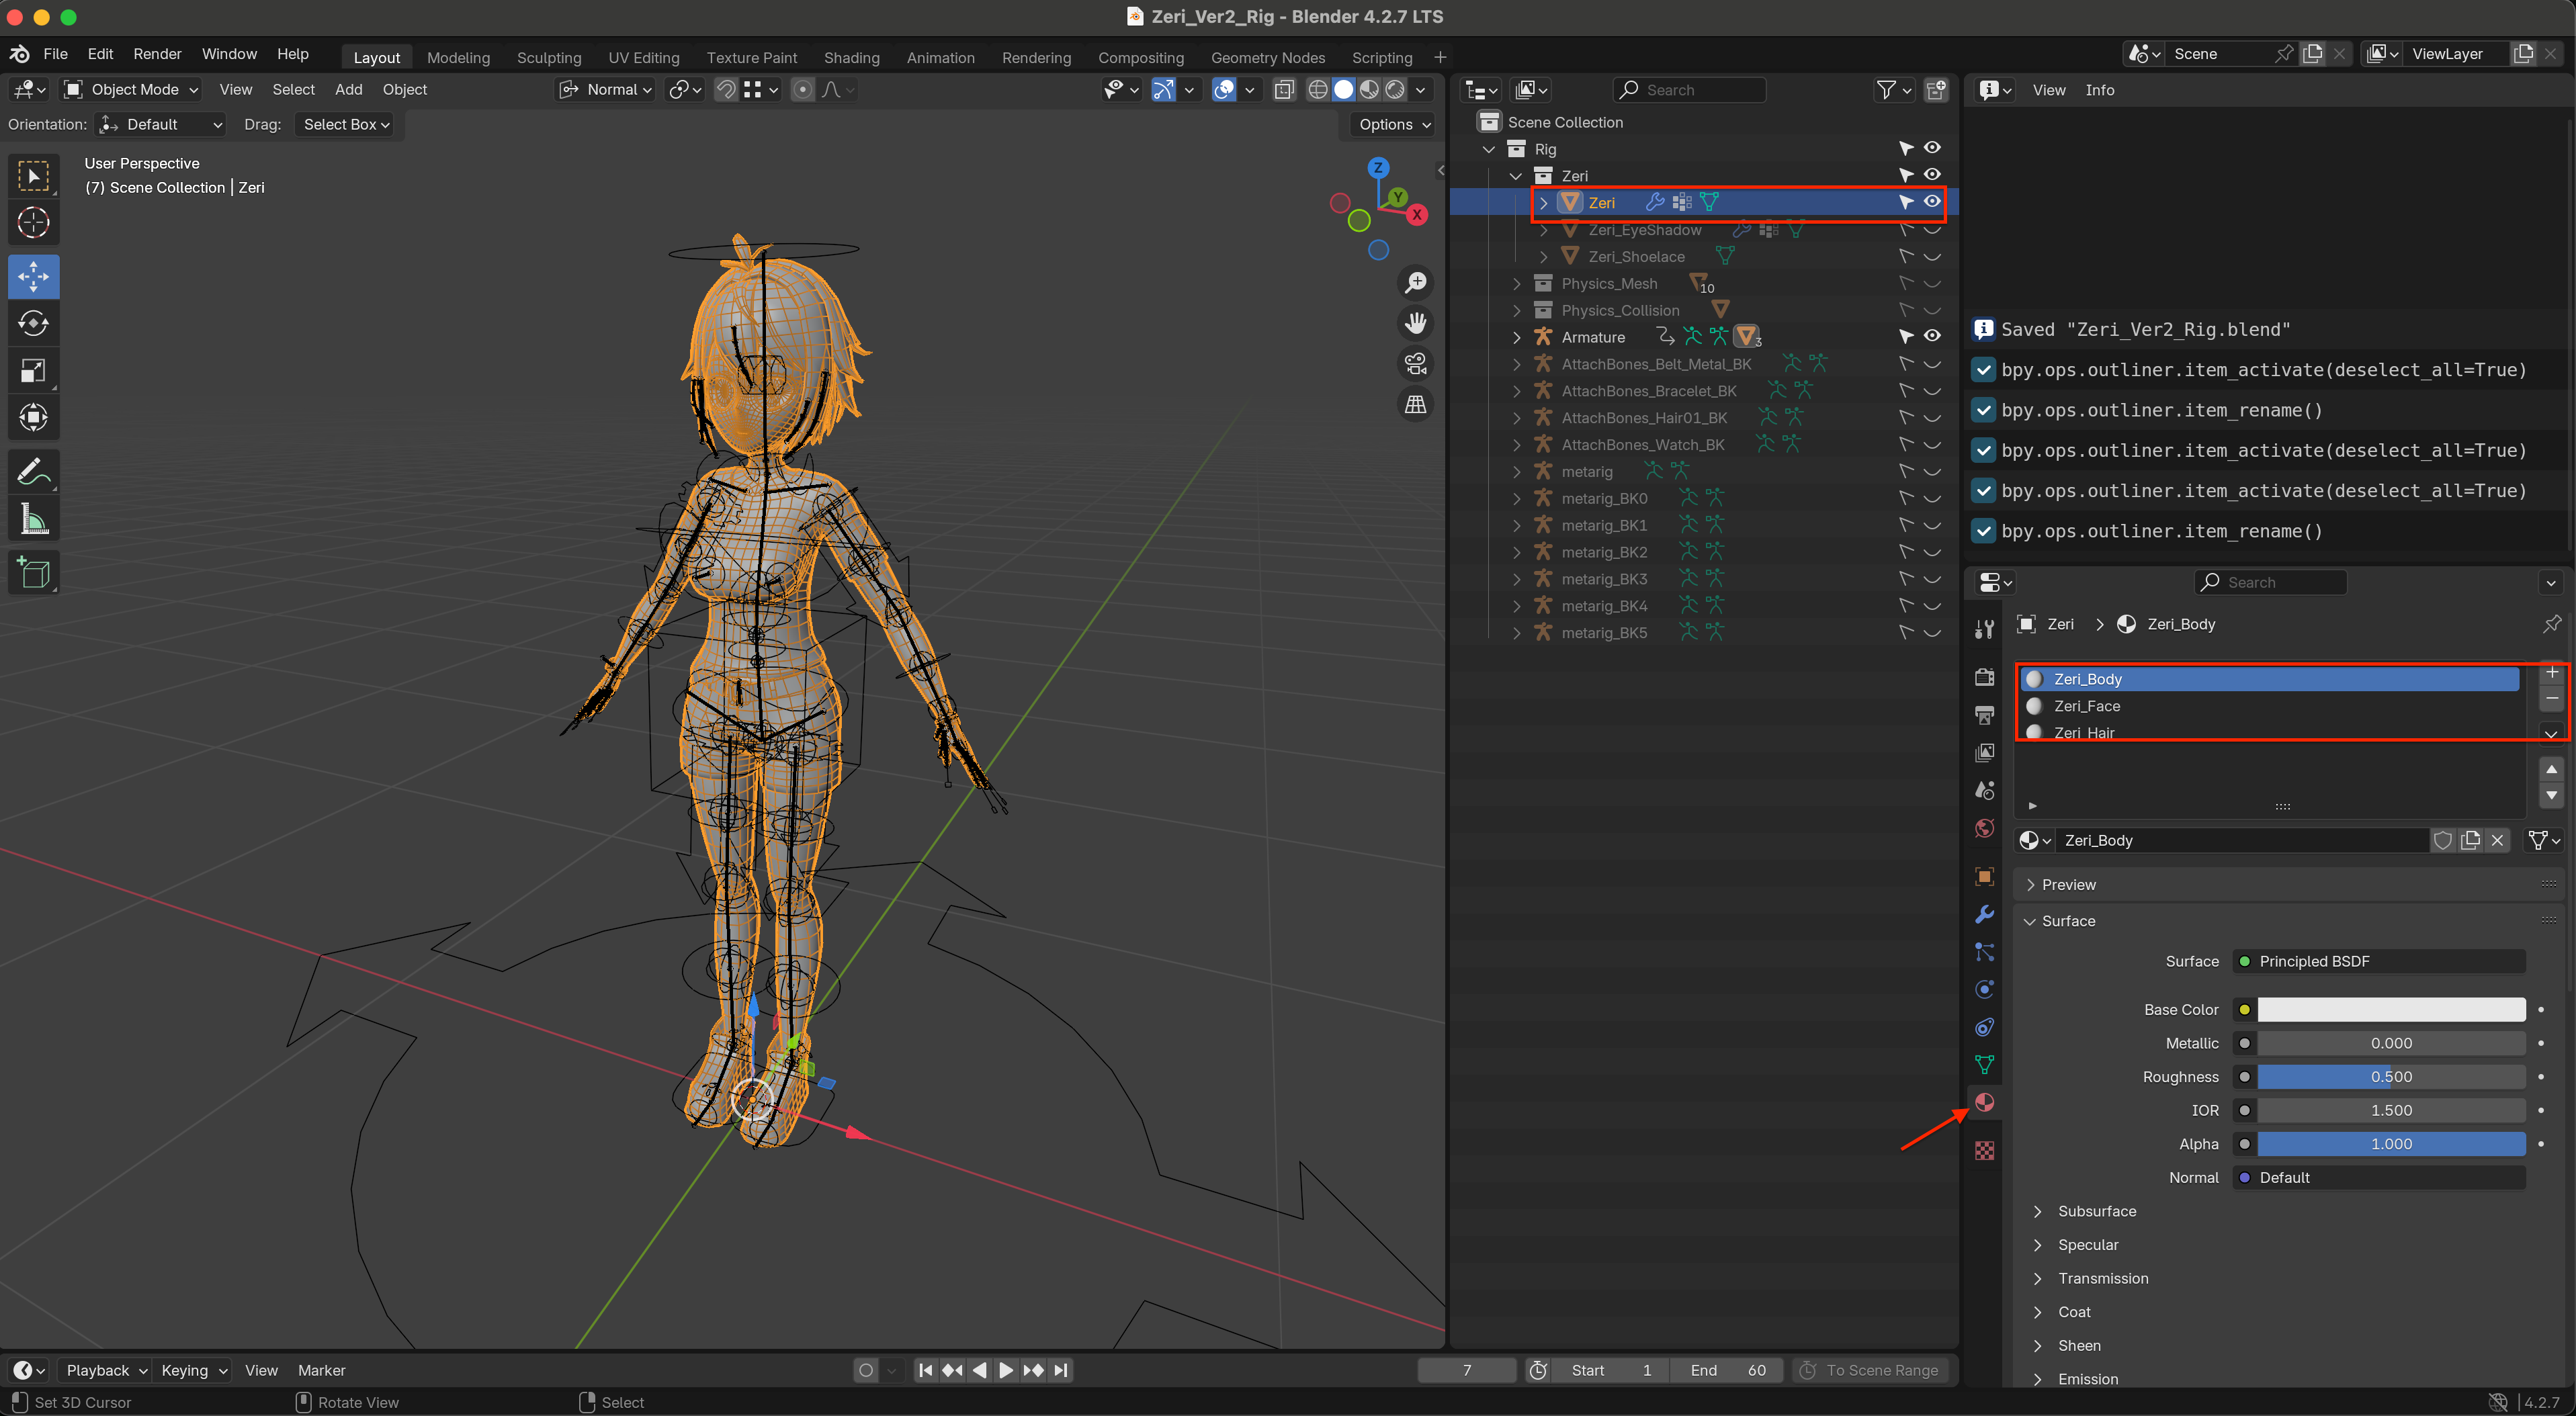 Zeri_Ver2_Rig - Blender 4.2.7 LTS
File Edit Render Window Help Layout Modeling Sculpting UV Editing Texture Paint Shading Animation Rendering Compositing Geometry Nodes Scripting + Scene ViewLayer
Object Mode View Select Add Object Normal
Orientation: Default Drag: Select Box Options
User Perspective
(7) Scene Collection | Zeri
Z
Y
X
Search
Scene Collection
Rig
Zeri
Zeri
Zeri_EyeShadow
Zeri_Shoelace
Physics_Mesh 10
Physics_Collision
Armature 3
AttachBones_Belt_Metal_BK
AttachBones_Bracelet_BK
AttachBones_Hair01_BK
AttachBones_Watch_BK
metarig
metarig_BK0
metarig_BK1
metarig_BK2
metarig_BK3
metarig_BK4
metarig_BK5
View Info
Saved "Zeri_Ver2_Rig.blend"
bpy.ops.outliner.item_activate(deselect_all=True)
bpy.ops.outliner.item_rename()
bpy.ops.outliner.item_activate(deselect_all=True)
bpy.ops.outliner.item_activate(deselect_all=True)
bpy.ops.outliner.item_rename()
Search
Zeri > Zeri_Body
Zeri_Body
Zeri_Face
Zeri_Hair
Zeri_Body
Preview
Surface
Surface Principled BSDF
Base Color
Metallic 0.000
Roughness 0.500
IOR 1.500
Alpha 1.000
Normal Default
Subsurface
Specular
Transmission
Coat
Sheen
Emission
Playback Keying View Marker 7 Start 1 End 60 To Scene Range
Set 3D Cursor Rotate View Select 4.2.7